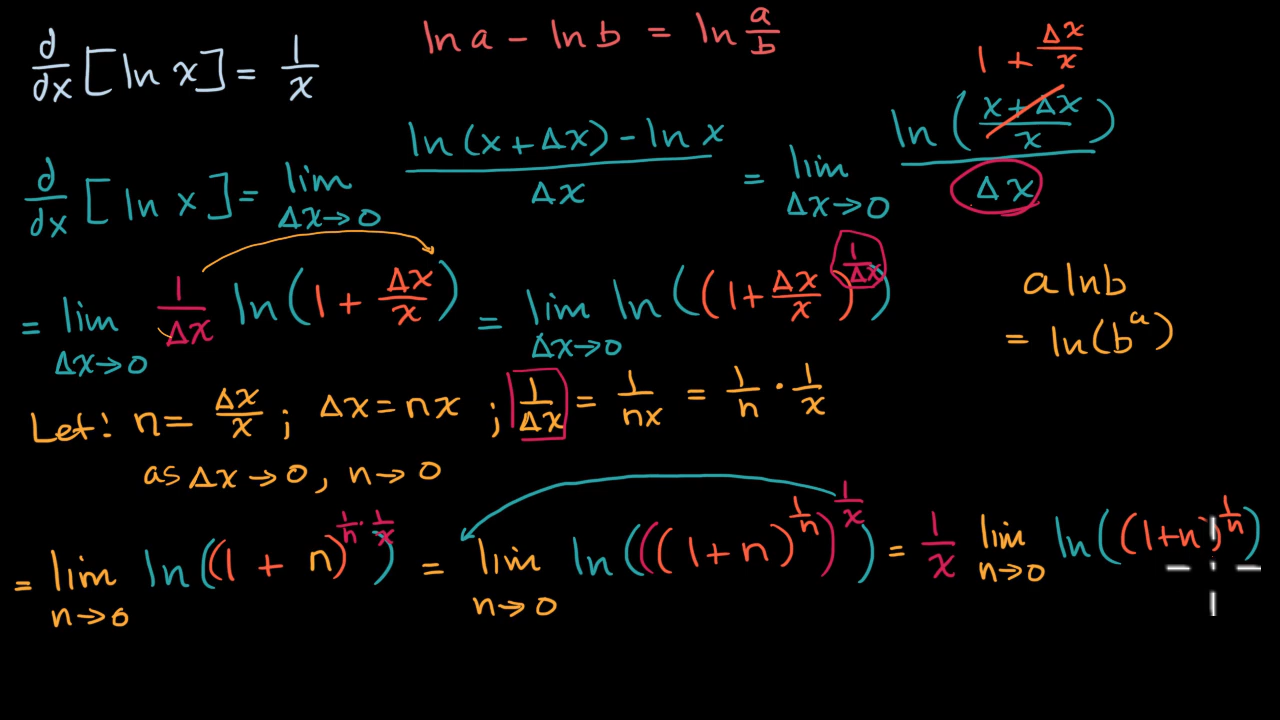 d/dx [ln x] = 1/x
ln a - ln b = ln a/b
d/dx [ln x] = lim Δx→0 (ln(x+Δx) - ln x)/Δx = lim Δx→0 ln((x+Δx)/x)/Δx
1 + Δx/x
= lim Δx→0 1/Δx ln(1 + Δx/x) = lim Δx→0 ln((1+Δx/x)^(1/Δx))
a ln b
= ln(b^a)
Let: n = Δx/x ; Δx = nx ; 1/Δx = 1/nx = 1/n · 1/x
as Δx → 0, n → 0
= lim n→0 ln((1 + n)^(1/n · 1/x)) = lim n→0 ln(((1+n)^(1/n))^(1/x)) = 1/x lim n→0 ln((1+n)^(1/n))